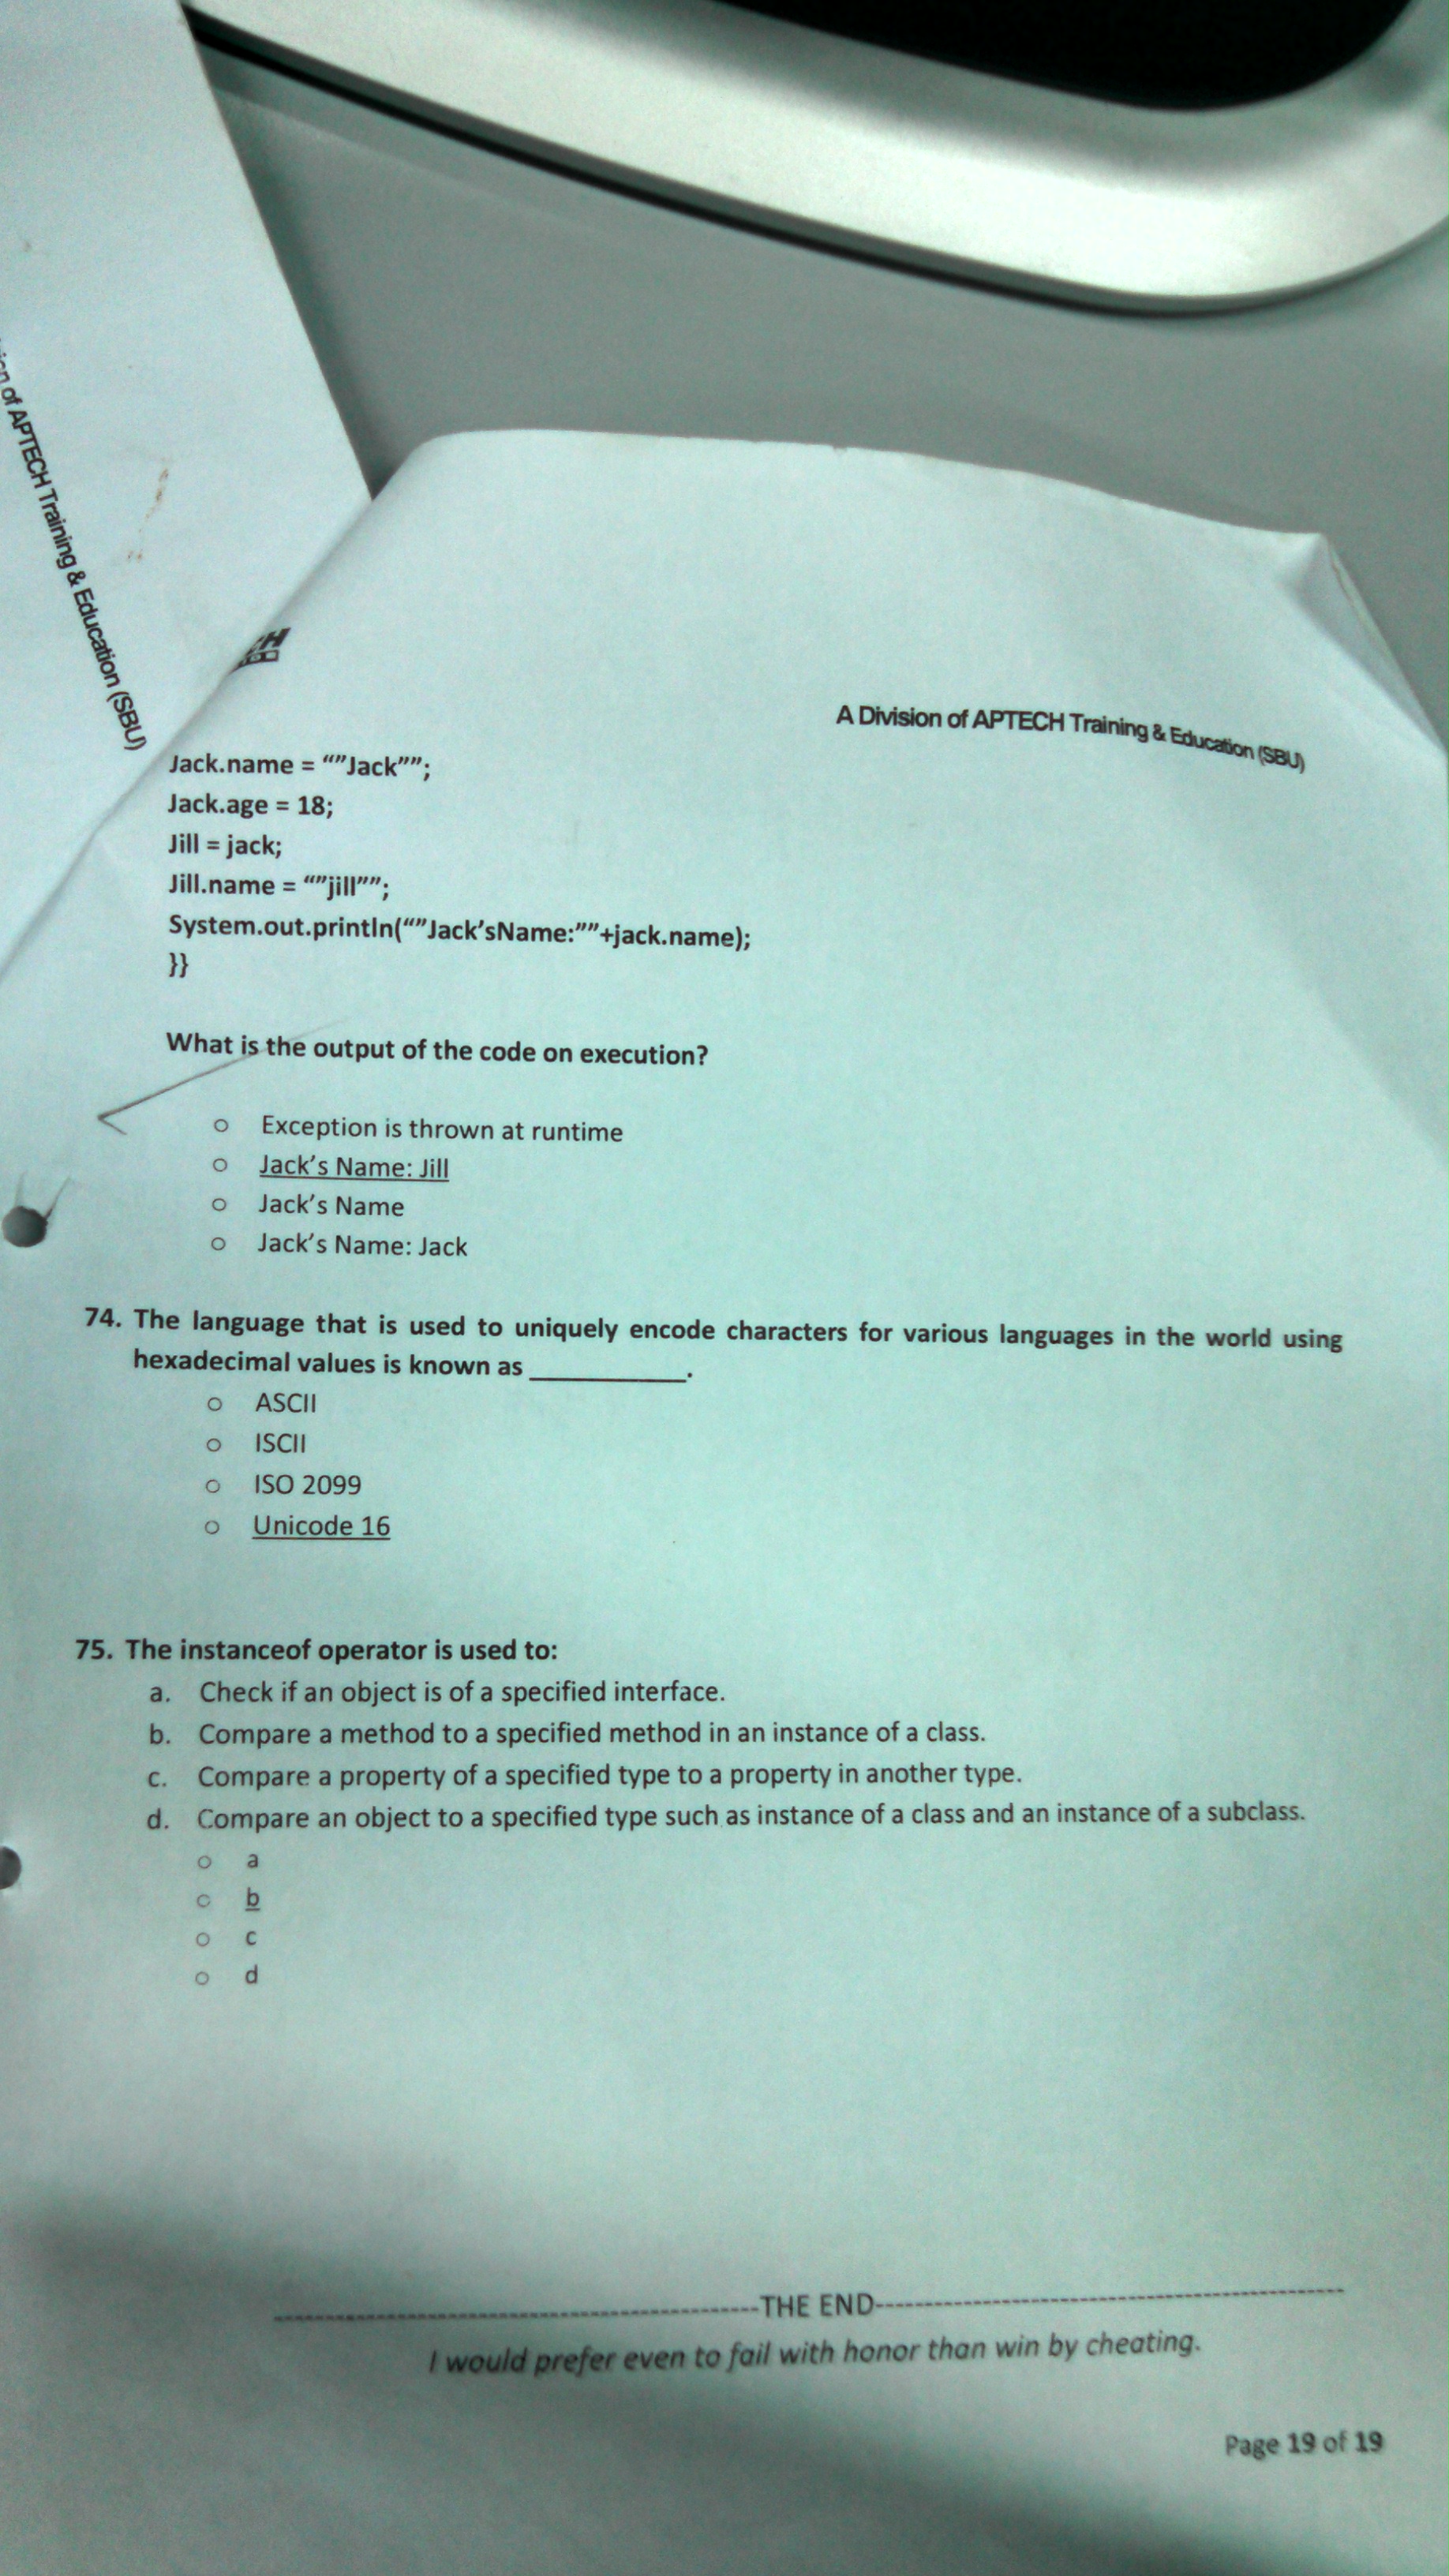 of APTECH Training & Education (SBU)
A Division of APTECH Training & Education (SBU)
Jack.name = “”Jack””;
Jack.age = 18;
Jill = jack;
Jill.name = “”jill””;
System.out.println(“”Jack’sName:””+jack.name);
}}
What is the output of the code on execution?
○ Exception is thrown at runtime
○ Jack’s Name: Jill
○ Jack’s Name
○ Jack’s Name: Jack
74. The language that is used to uniquely encode characters for various languages in the world using
hexadecimal values is known as ___________.
○ ASCII
○ ISCII
○ ISO 2099
○ Unicode 16
75. The instanceof operator is used to:
a. Check if an object is of a specified interface.
b. Compare a method to a specified method in an instance of a class.
c. Compare a property of a specified type to a property in another type.
d. Compare an object to a specified type such as instance of a class and an instance of a subclass.
○ a
○ b
○ c
○ d
--------------------------------------------------THE END--------------------------------------------------
I would prefer even to fail with honor than win by cheating.
Page 19 of 19